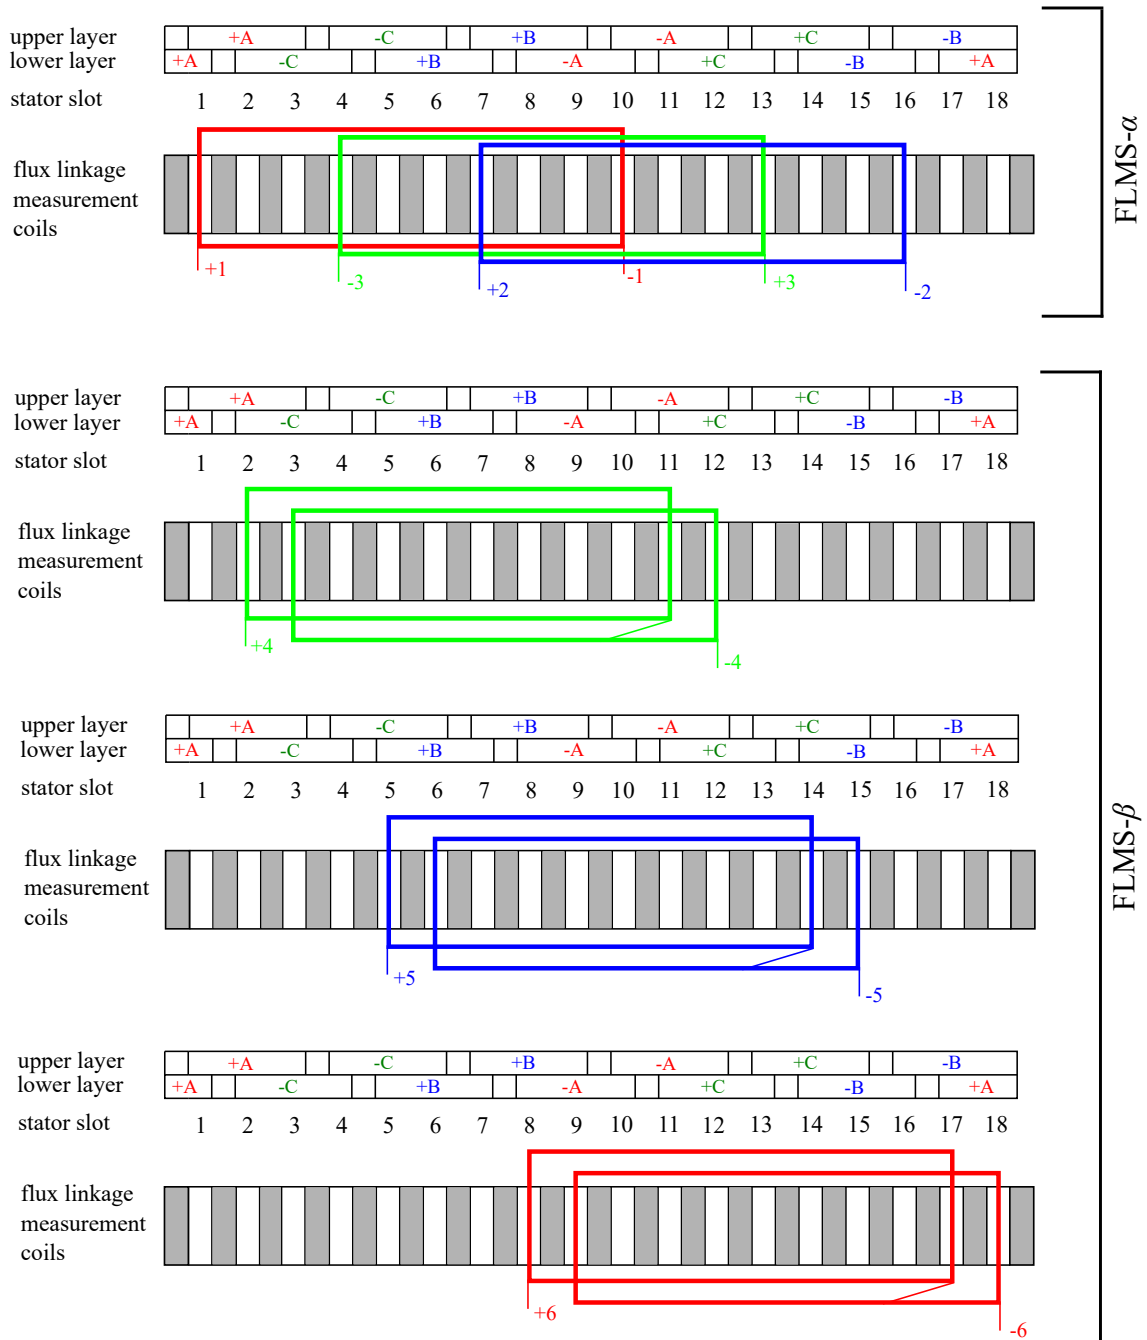 upper layer +A -C +B -A +C -B
lower layer +A -C +B -A +C -B +A
stator slot 1 2 3 4 5 6 7 8 9 10 11 12 13 14 15 16 17 18
flux linkage
measurement
coils
+1 -3 +2 -1 +3 -2
FLMS-α
upper layer +A -C +B -A +C -B
lower layer +A -C +B -A +C -B +A
stator slot 1 2 3 4 5 6 7 8 9 10 11 12 13 14 15 16 17 18
flux linkage
measurement
coils
+4 -4
upper layer +A -C +B -A +C -B
lower layer +A -C +B -A +C -B +A
stator slot 1 2 3 4 5 6 7 8 9 10 11 12 13 14 15 16 17 18
flux linkage
measurement
coils
+5 -5
FLMS-β
upper layer +A -C +B -A +C -B
lower layer +A -C +B -A +C -B +A
stator slot 1 2 3 4 5 6 7 8 9 10 11 12 13 14 15 16 17 18
flux linkage
measurement
coils
+6 -6